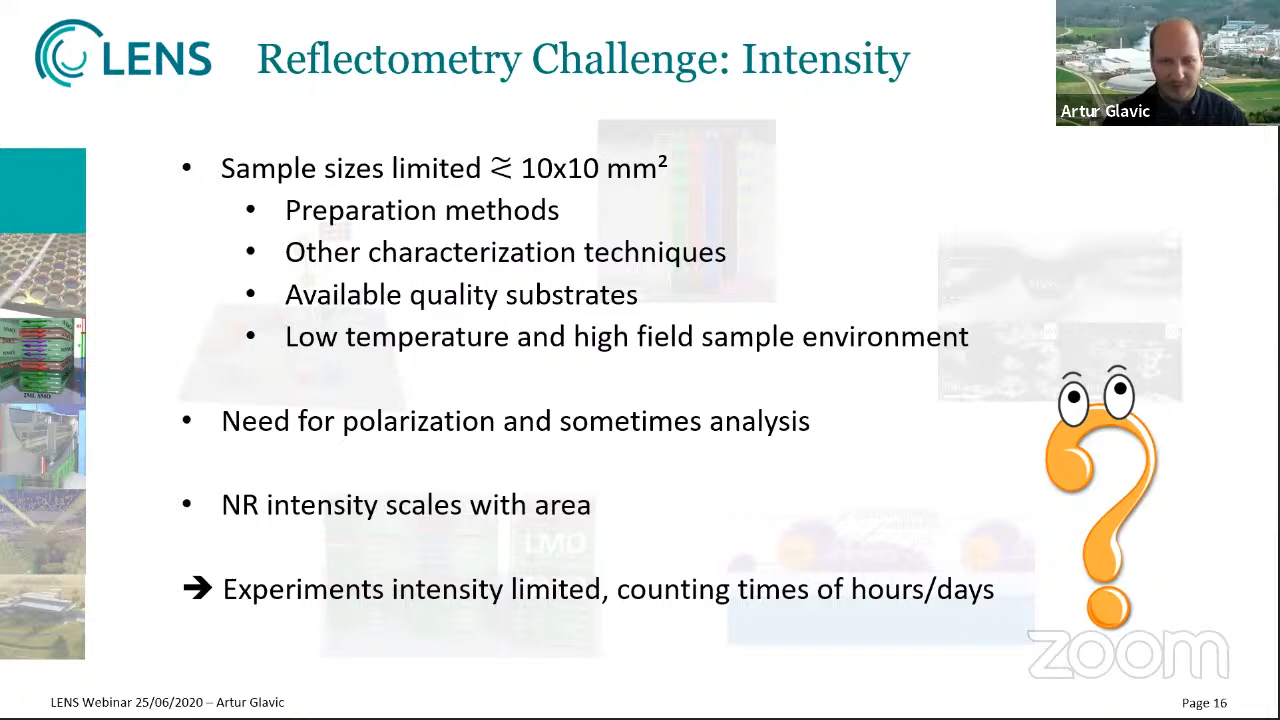 LENS
Reflectometry Challenge: Intensity
Artur Glavic
• Sample sizes limited ⪞ 10x10 mm²
• Preparation methods
• Other characterization techniques
• Available quality substrates
• Low temperature and high field sample environment
• Need for polarization and sometimes analysis
• NR intensity scales with area
LMO
➔ Experiments intensity limited, counting times of hours/days
zoom
LENS Webinar 25/06/2020 – Artur Glavic
Page 16